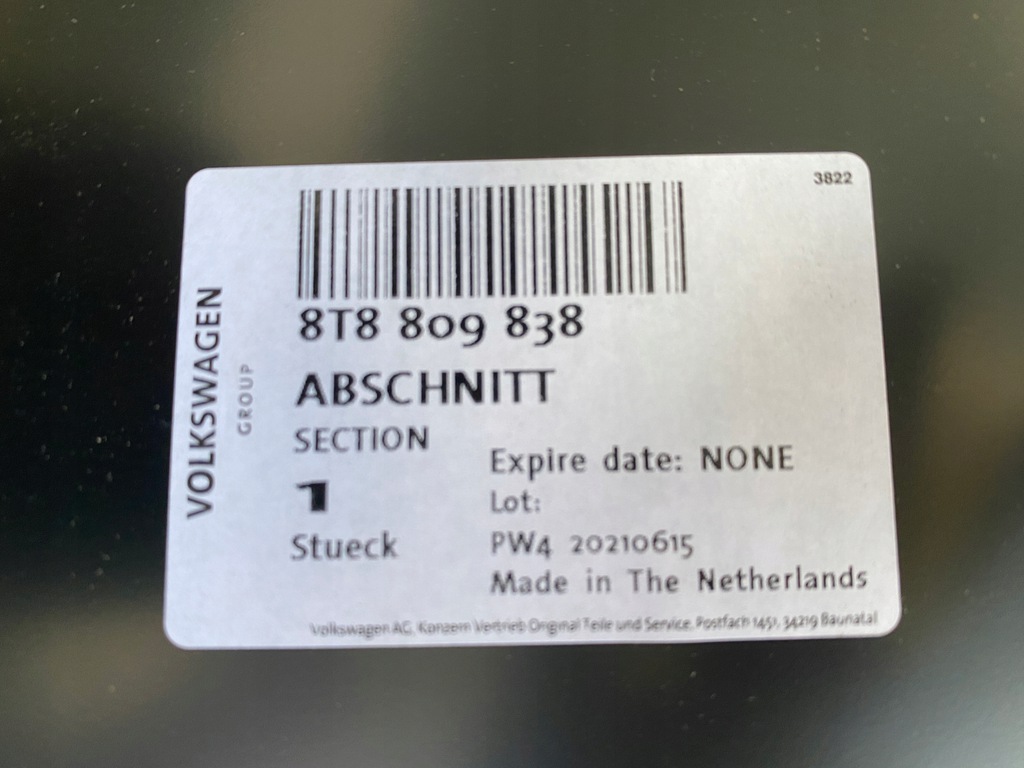 3822
8T8 809 838
ABSCHNITT
SECTION
1
Stueck
Expire date: NONE
Lot:
PW4 20210615
Made in The Netherlands
Volkswagen AG, Konzern Vertrieb Original Teile und Service, Postfach 1451, 34219 Baunatal
VOLKSWAGEN
GROUP